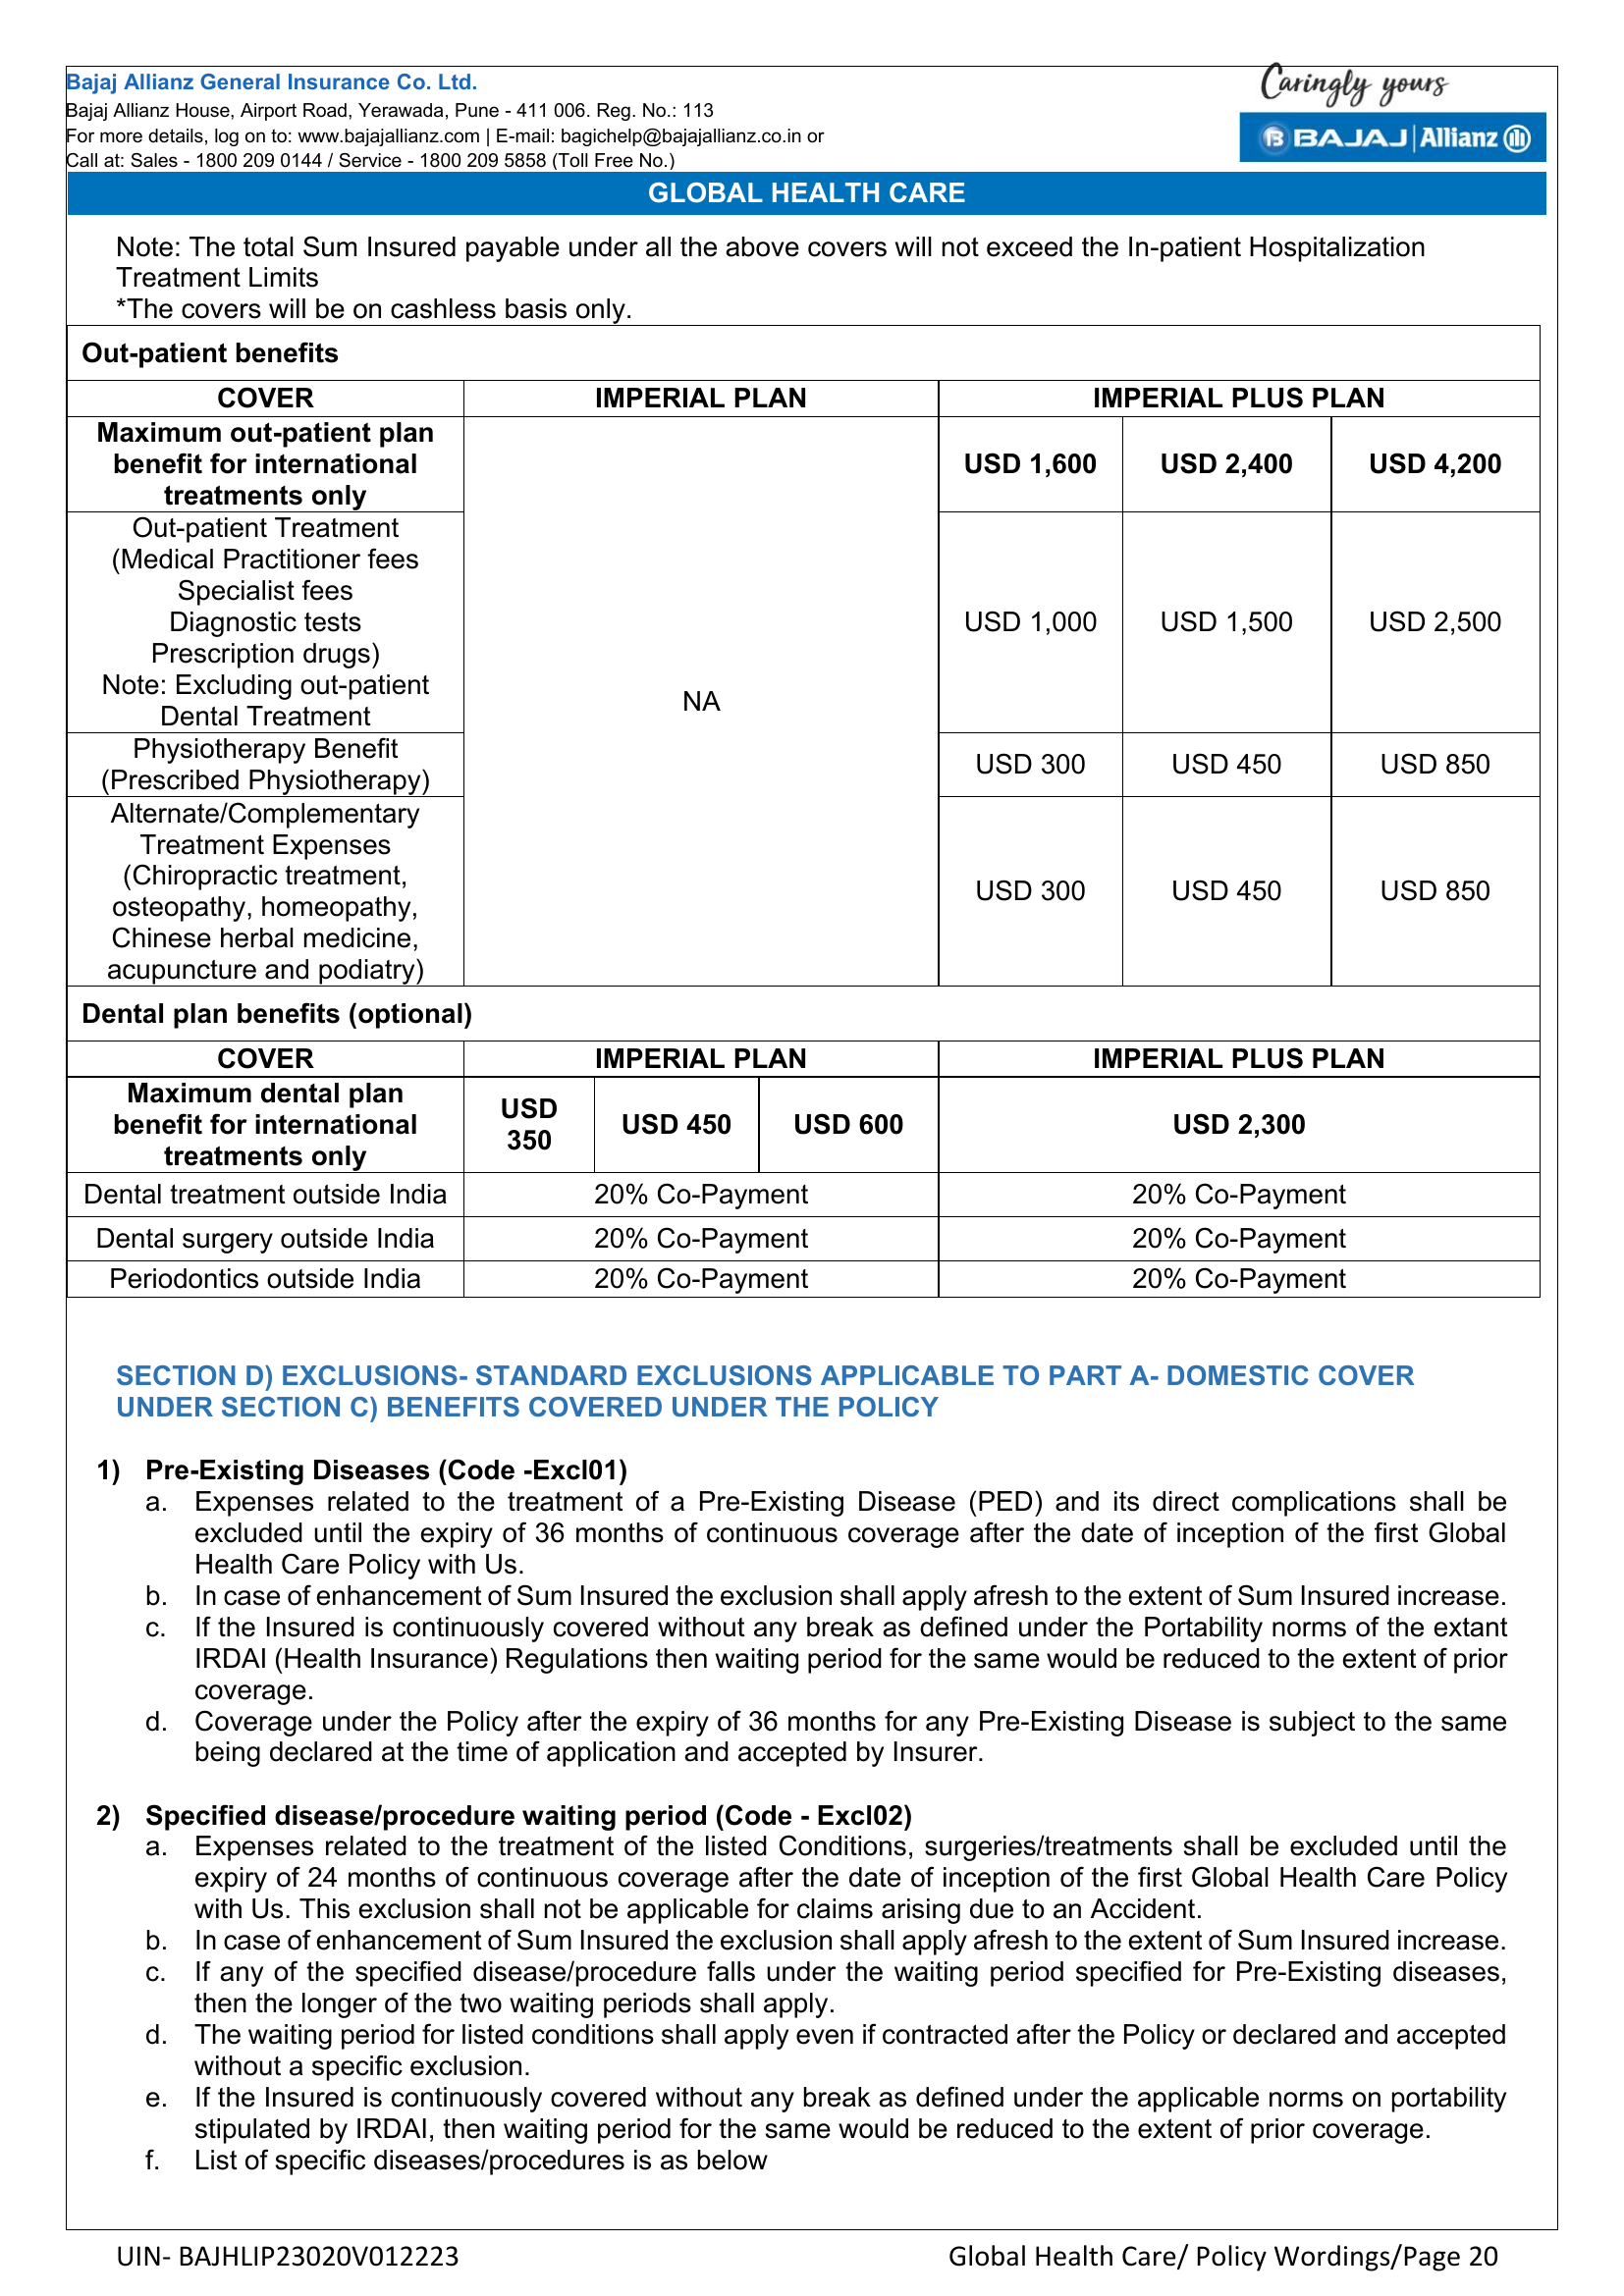 Bajaj Allianz General Insurance Co. Ltd.
Bajaj Allianz House, Airport Road, Yerawada, Pune - 411 006. Reg. No.: 113
For more details, log on to: www.bajajallianz.com | E-mail: bagichelp@bajajallianz.co.in or
Call at: Sales - 1800 209 0144 / Service - 1800 209 5858 (Toll Free No.)
Caringly yours
BAJAJ | Allianz
GLOBAL HEALTH CARE
Note: The total Sum Insured payable under all the above covers will not exceed the In-patient Hospitalization
Treatment Limits
*The covers will be on cashless basis only.
Out-patient benefits
COVER IMPERIAL PLAN IMPERIAL PLUS PLAN
Maximum out-patient plan
benefit for international
treatments only
USD 1,600 USD 2,400 USD 4,200
Out-patient Treatment
(Medical Practitioner fees
Specialist fees
Diagnostic tests
Prescription drugs)
Note: Excluding out-patient
Dental Treatment
NA
USD 1,000 USD 1,500 USD 2,500
Physiotherapy Benefit
(Prescribed Physiotherapy)
USD 300 USD 450 USD 850
Alternate/Complementary
Treatment Expenses
(Chiropractic treatment,
osteopathy, homeopathy,
Chinese herbal medicine,
acupuncture and podiatry)
USD 300 USD 450 USD 850
Dental plan benefits (optional)
COVER IMPERIAL PLAN IMPERIAL PLUS PLAN
Maximum dental plan
benefit for international
treatments only
USD
350
USD 450 USD 600 USD 2,300
Dental treatment outside India 20% Co-Payment 20% Co-Payment
Dental surgery outside India 20% Co-Payment 20% Co-Payment
Periodontics outside India 20% Co-Payment 20% Co-Payment
SECTION D) EXCLUSIONS- STANDARD EXCLUSIONS APPLICABLE TO PART A- DOMESTIC COVER
UNDER SECTION C) BENEFITS COVERED UNDER THE POLICY
1) Pre-Existing Diseases (Code -Excl01)
a. Expenses related to the treatment of a Pre-Existing Disease (PED) and its direct complications shall be
excluded until the expiry of 36 months of continuous coverage after the date of inception of the first Global
Health Care Policy with Us.
b. In case of enhancement of Sum Insured the exclusion shall apply afresh to the extent of Sum Insured increase.
c. If the Insured is continuously covered without any break as defined under the Portability norms of the extant
IRDAI (Health Insurance) Regulations then waiting period for the same would be reduced to the extent of prior
coverage.
d. Coverage under the Policy after the expiry of 36 months for any Pre-Existing Disease is subject to the same
being declared at the time of application and accepted by Insurer.
2) Specified disease/procedure waiting period (Code - Excl02)
a. Expenses related to the treatment of the listed Conditions, surgeries/treatments shall be excluded until the
expiry of 24 months of continuous coverage after the date of inception of the first Global Health Care Policy
with Us. This exclusion shall not be applicable for claims arising due to an Accident.
b. In case of enhancement of Sum Insured the exclusion shall apply afresh to the extent of Sum Insured increase.
c. If any of the specified disease/procedure falls under the waiting period specified for Pre-Existing diseases,
then the longer of the two waiting periods shall apply.
d. The waiting period for listed conditions shall apply even if contracted after the Policy or declared and accepted
without a specific exclusion.
e. If the Insured is continuously covered without any break as defined under the applicable norms on portability
stipulated by IRDAI, then waiting period for the same would be reduced to the extent of prior coverage.
f. List of specific diseases/procedures is as below
UIN- BAJHLIP23020V012223 Global Health Care/ Policy Wordings/Page 20